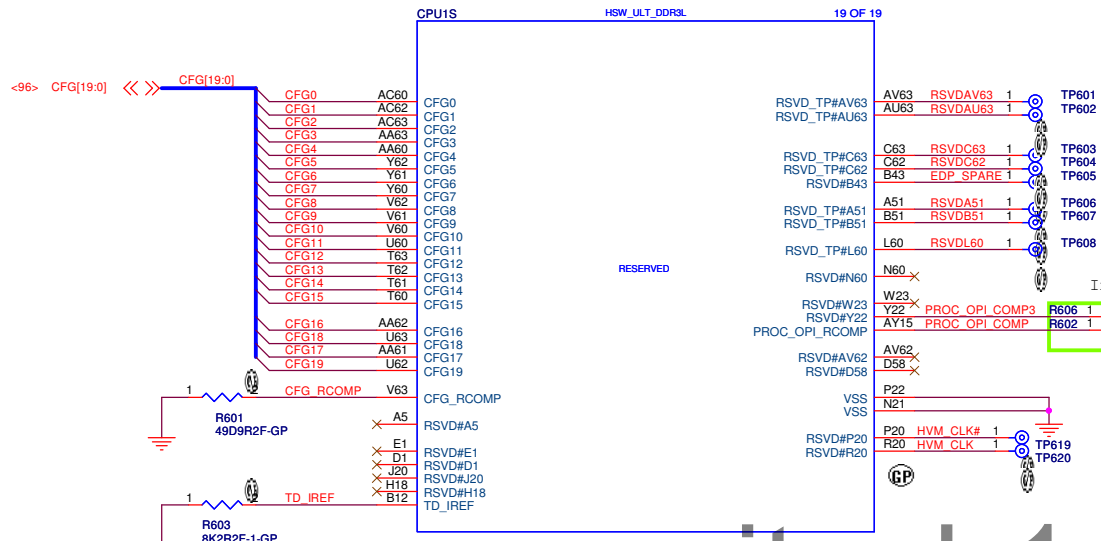 CPU1S HSW_ULT_DDR3L 19 OF 19
<96> CFG[19:0] CFG[19:0]
CFG0 AC60 CFG0
CFG1 AC62 CFG1
CFG2 AC63 CFG2
CFG3 AA63 CFG3
CFG4 AA60 CFG4
CFG5 Y62 CFG5
CFG6 Y61 CFG6
CFG7 Y60 CFG7
CFG8 V62 CFG8
CFG9 V61 CFG9
CFG10 V60 CFG10
CFG11 U60 CFG11
CFG12 T63 CFG12
CFG13 T62 CFG13
CFG14 T61 CFG14
CFG15 T60 CFG15
CFG16 AA62 CFG16
CFG18 U63 CFG18
CFG17 AA61 CFG17
CFG19 U62 CFG19
1 2 CFG_RCOMP V63 CFG_RCOMP
R601
49D9R2F-GP
A5 RSVD#A5
E1 RSVD#E1
D1 RSVD#D1
J20 RSVD#J20
H18 RSVD#H18
1 2 TD_IREF B12 TD_IREF
R603
8K2R2F-1-GP
RESERVED
RSVD_TP#AV63 AV63 RSVDAV63 1 TP601
RSVD_TP#AU63 AU63 RSVDAU63 1 TP602
RSVD_TP#C63 C63 RSVDC63 1 TP603
RSVD_TP#C62 C62 RSVDC62 1 TP604
RSVD#B43 B43 EDP_SPARE 1 TP605
RSVD_TP#A51 A51 RSVDA51 1 TP606
RSVD_TP#B51 B51 RSVDB51 1 TP607
RSVD_TP#L60 L60 RSVDL60 1 TP608
RSVD#N60 N60
RSVD#W23 W23
RSVD#Y22 Y22 PROC_OPI_COMP3 R606 1
PROC_OPI_RCOMP AY15 PROC_OPI_COMP R602 1
RSVD#AV62 AV62
RSVD#D58 D58
VSS P22
VSS N21
RSVD#P20 P20 HVM_CLK# 1 TP619
RSVD#R20 R20 HVM_CLK 1 TP620
GP